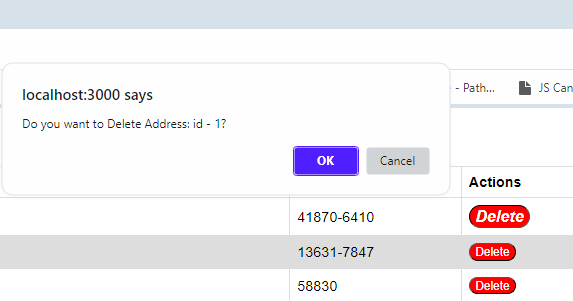 localhost:3000 says
Do you want to Delete Address: id - 1?
OK Cancel
- Path...
JS Can
Actions
41870-6410 Delete
13631-7847 Delete
58830 Delete